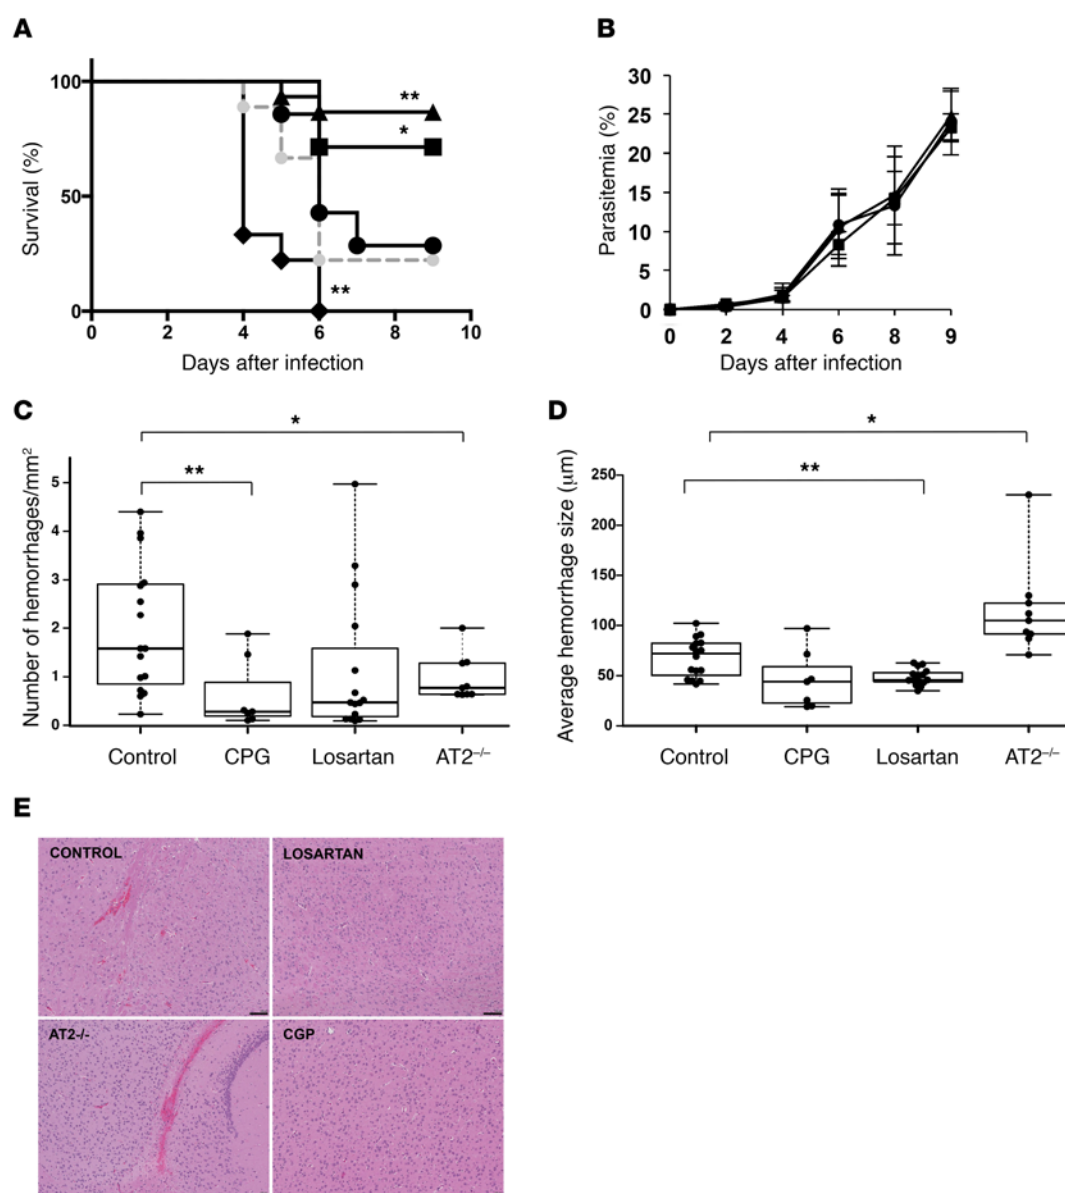 A
B
Survival (%)
100
50
0
**
*
**
0 2 4 6 8 10
Days after infection
Parasitemia (%)
30
25
20
15
10
5
0
0 2 4 6 8 9
Days after infection
C
D
Number of hemorrhages/mm²
5
4
3
2
1
0
*
**
Control CPG Losartan AT2⁻/⁻
Average hemorrhage size (μm)
250
200
150
100
50
0
*
**
Control CPG Losartan AT2⁻/⁻
E
CONTROL
LOSARTAN
AT2-/-
CGP